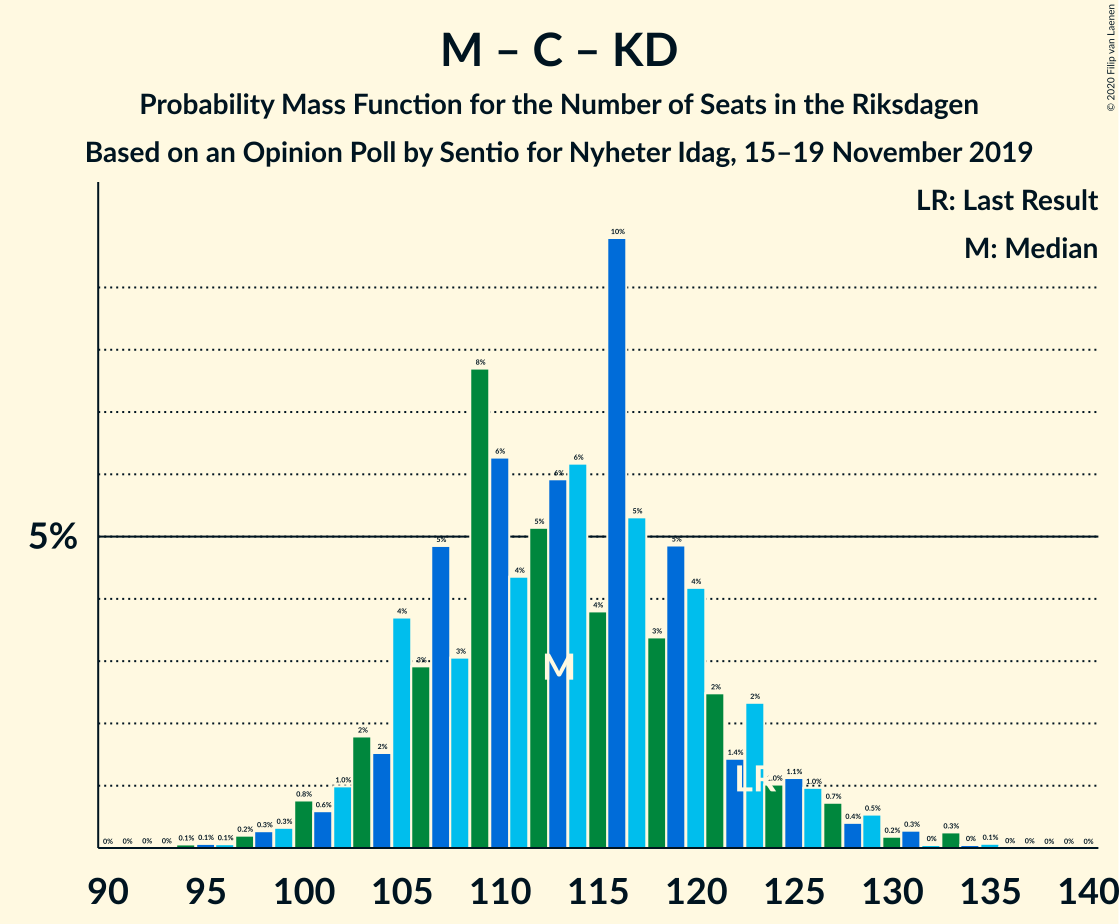 M – C – KD
Probability Mass Function for the Number of Seats in the Riksdagen
Based on an Opinion Poll by Sentio for Nyheter Idag, 15–19 November 2019
© 2020 Filip van Laenen
LR: Last Result
M: Median
5%
0% 0% 0% 0% 0.1% 0.1% 0.1% 0.2% 0.3% 0.3% 0.8% 0.6% 1.0% 2% 2% 4% 3% 5% 3% 8% 6% 4% 5% 6% 6% 4% 10% 5% 3% 5% 4% 2% 1.4% 2% 1.1% 1.0% 0.7% 0.4% 0.5% 0.2% 0.3% 0% 0.3% 0% 0.1% 0% 0% 0% 0% 0%
M
LR
90 95 100 105 110 115 120 125 130 135 140